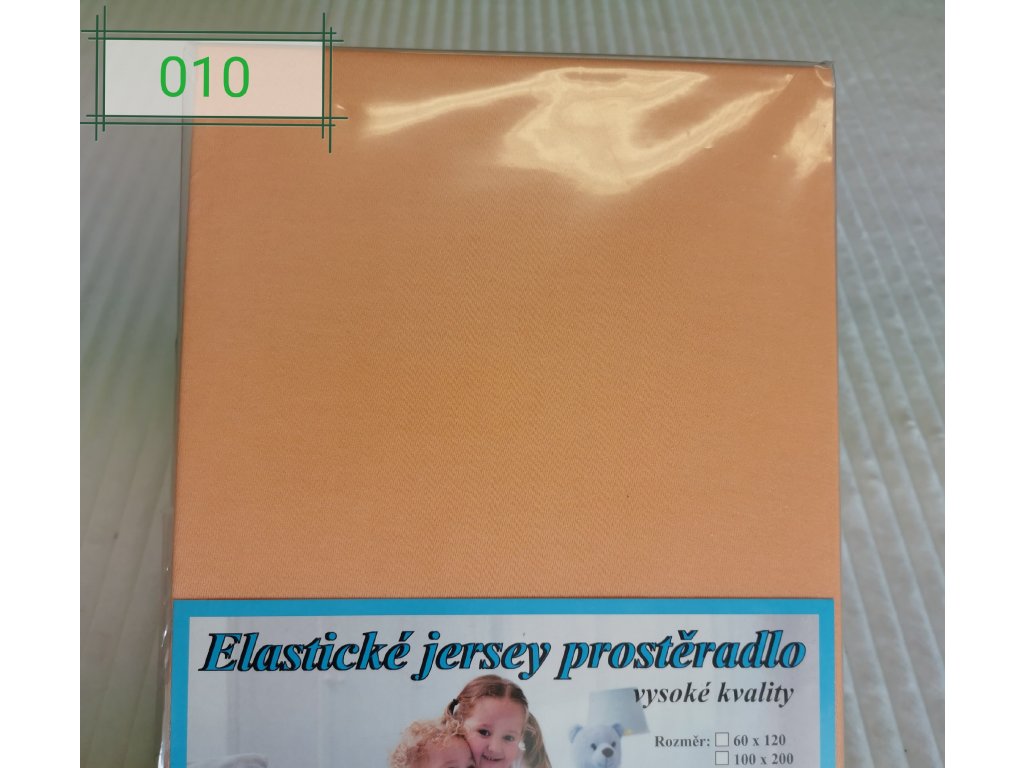 010
Elastické jersey prostěradlo
vysoké kvality
Rozměr: 60 x 120
100 x 200